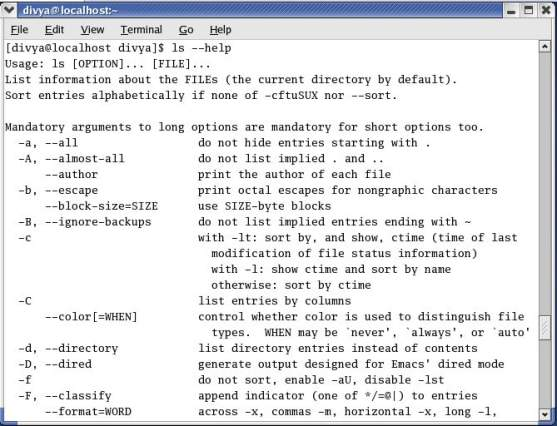 divya@localhost:~
File Edit View Terminal Go Help
[divya@localhost divya]$ ls --help
Usage: ls [OPTION]... [FILE]...
List information about the FILEs (the current directory by default).
Sort entries alphabetically if none of -cftuSUX nor --sort.

Mandatory arguments to long options are mandatory for short options too.
  -a, --all                  do not hide entries starting with .
  -A, --almost-all           do not list implied . and ..
      --author               print the author of each file
  -b, --escape               print octal escapes for nongraphic characters
      --block-size=SIZE      use SIZE-byte blocks
  -B, --ignore-backups       do not list implied entries ending with ~
  -c                         with -lt: sort by, and show, ctime (time of last
                               modification of file status information)
                               with -l: show ctime and sort by name
                               otherwise: sort by ctime
  -C                         list entries by columns
      --color[=WHEN]         control whether color is used to distinguish file
                               types.  WHEN may be `never', `always', or `auto'
  -d, --directory            list directory entries instead of contents
  -D, --dired                generate output designed for Emacs' dired mode
  -f                         do not sort, enable -aU, disable -lst
  -F, --classify             append indicator (one of */=@|) to entries
      --format=WORD          across -x, commas -m, horizontal -x, long -l,